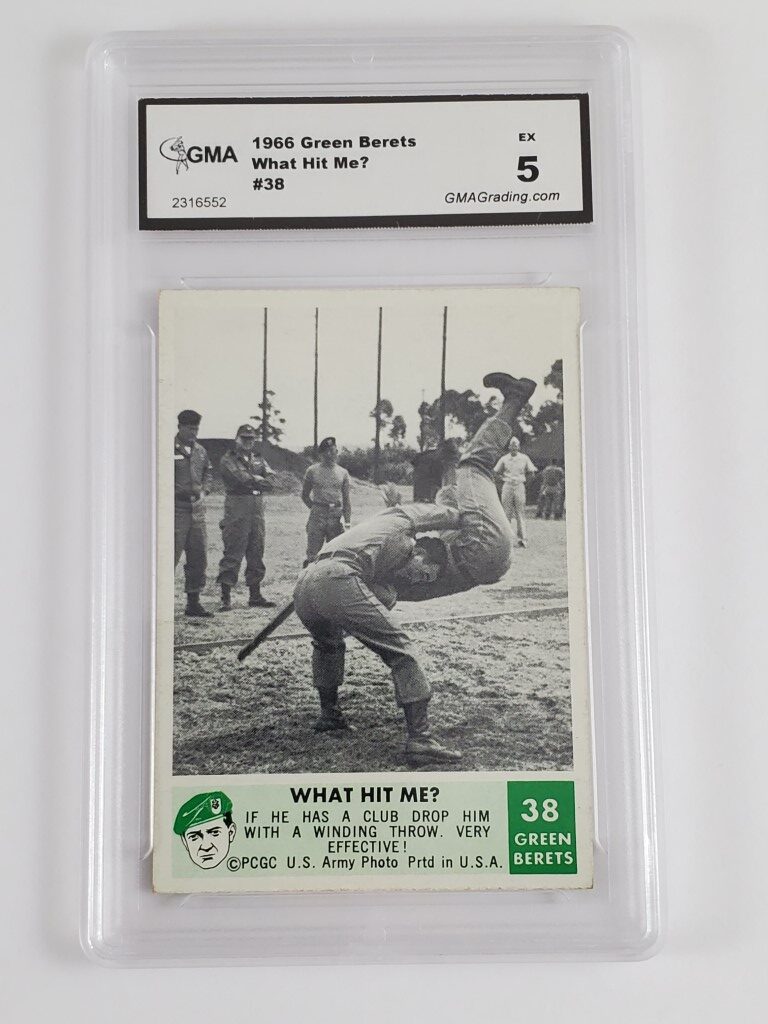 GMA
1966 Green Berets
What Hit Me?
#38
2316552
EX
5
GMAGrading.com
WHAT HIT ME?
IF HE HAS A CLUB DROP HIM
WITH A WINDING THROW. VERY
EFFECTIVE!
©PCGC U.S. Army Photo Prtd in U.S.A.
38
GREEN
BERETS